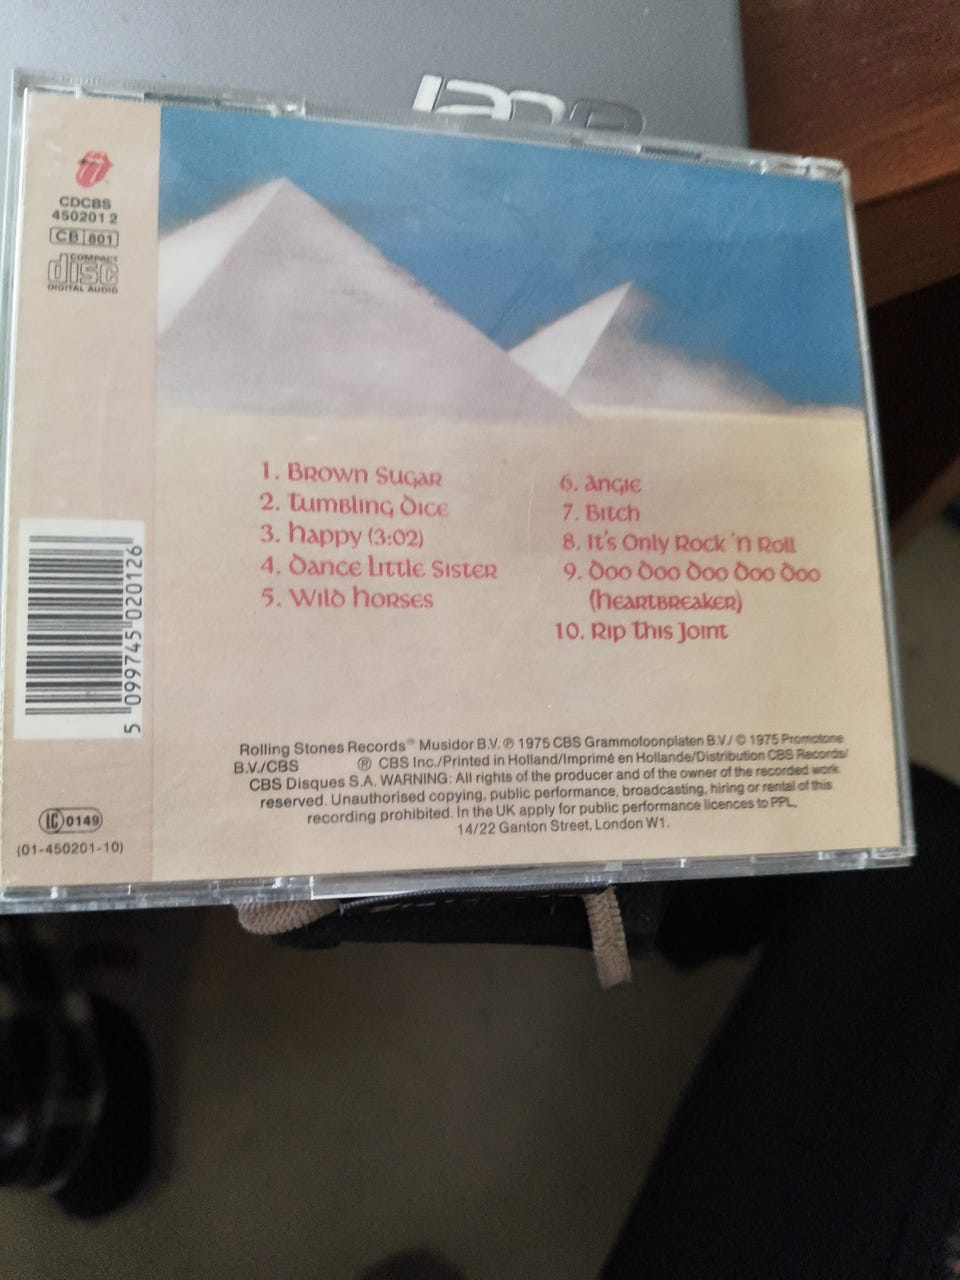 CDCBS
450201 2
CB 801
COMPACT
disc
DIGITAL AUDIO
1. Brown Sugar
2. Tumbling Dice
3. Happy (3:02)
4. Dance Little Sister
5. Wild Horses
6. Angie
7. Bitch
8. It's Only Rock 'n Roll
9. Doo Doo Doo Doo Doo
(Heartbreaker)
10. Rip This Joint
5 099745 020126
Rolling Stones Records™ Musidor B.V. ℗ 1975 CBS Grammofoonplaten B.V./ © 1975 Promotone
B.V./CBS ℗ CBS Inc./Printed in Holland/Imprimé en Hollande/Distribution CBS Records/
CBS Disques S.A. WARNING: All rights of the producer and of the owner of the recorded work
reserved. Unauthorised copying, public performance, broadcasting, hiring or rental of this
recording prohibited. In the UK apply for public performance licences to PPL,
14/22 Ganton Street, London W1.
LC 0149
(01-450201-10)